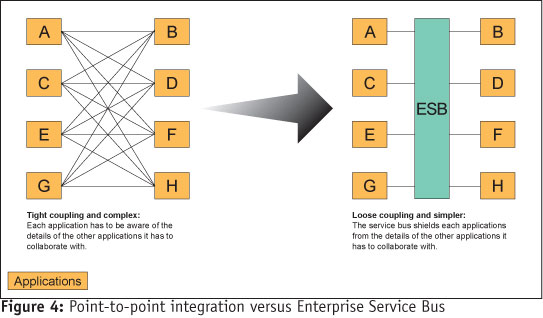 A
B
C
D
E
F
G
H
A
B
C
D
ESB
E
F
G
H
Tight coupling and complex:
Each application has to be aware of the
details of the other applications it has to
collaborate with.
Loose coupling and simpler:
The service bus shields each applications
from the details of the other applications it
has to collaborate with.
Applications
Figure 4: Point-to-point integration versus Enterprise Service Bus